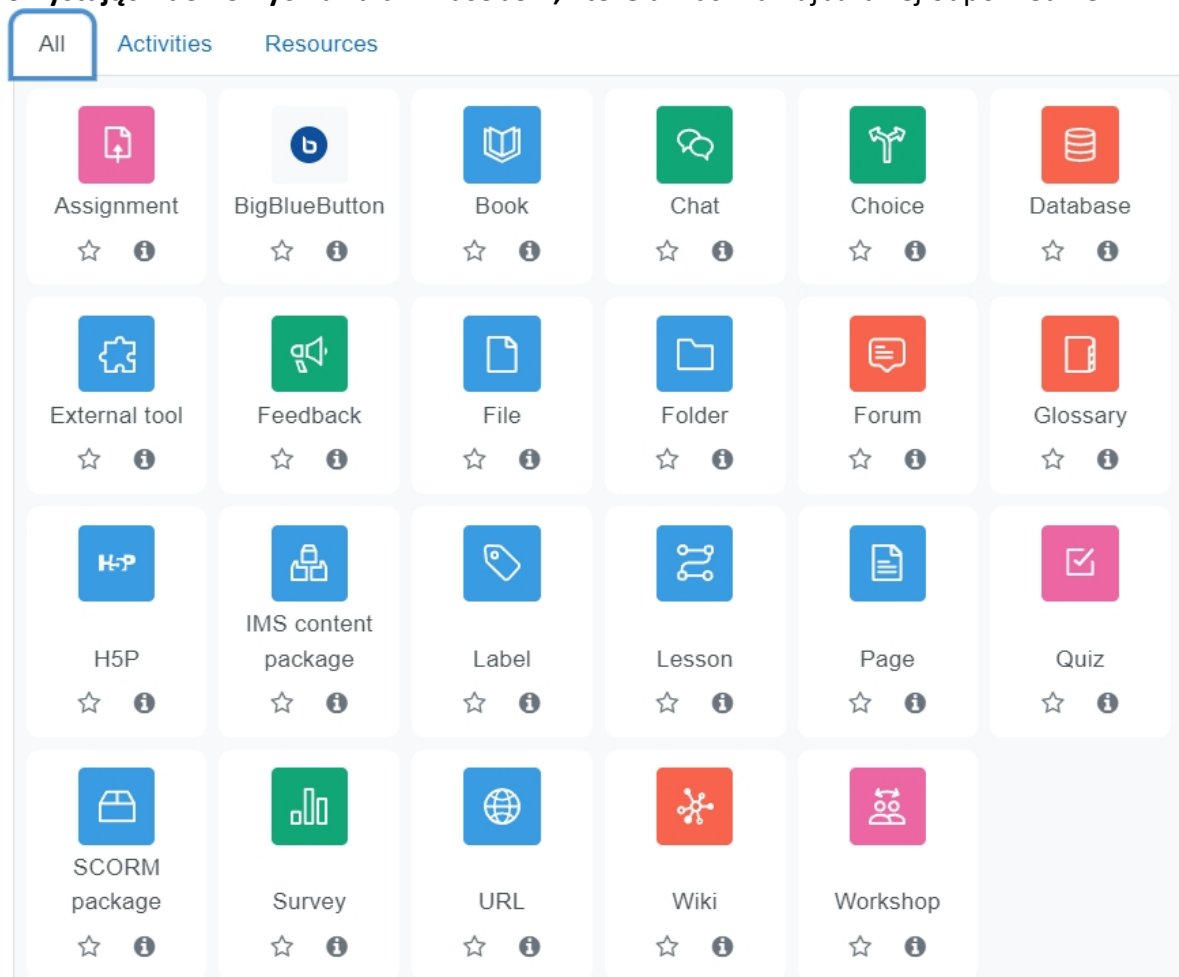 All Activities Resources
Assignment BigBlueButton Book Chat Choice Database
External tool Feedback File Folder Forum Glossary
H5P
IMS content
H5P package Label Lesson Page Quiz
SCORM
package Survey URL Wiki Workshop